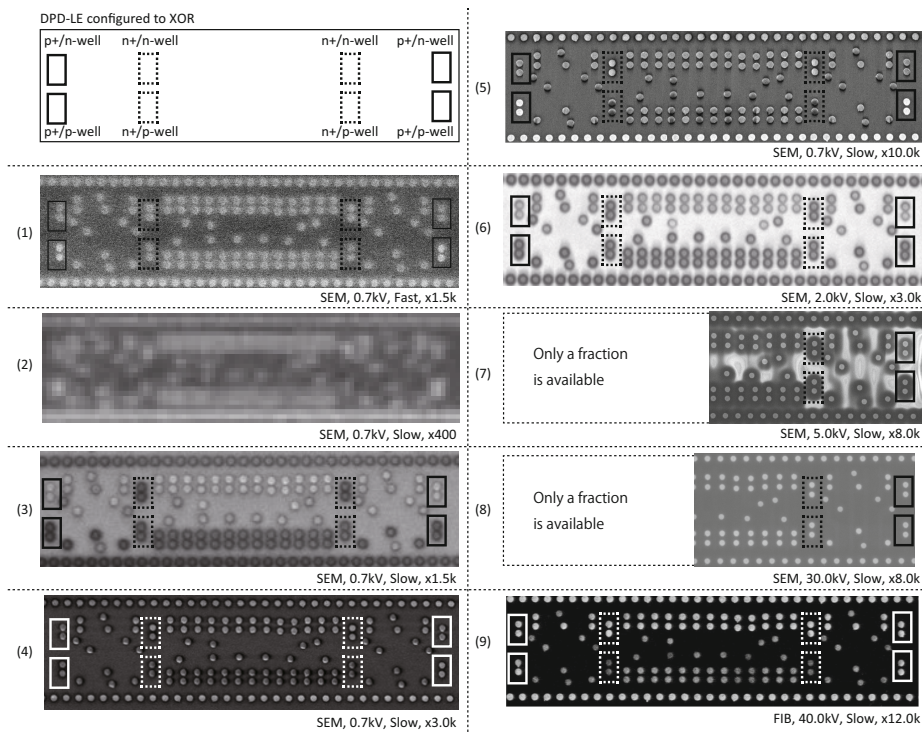 DPD-LE configured to XOR
p+/n-well n+/n-well n+/n-well p+/n-well
p+/p-well n+/p-well n+/p-well p+/p-well
(1)
SEM, 0.7kV, Fast, x1.5k
(2)
SEM, 0.7kV, Slow, x400
(3)
SEM, 0.7kV, Slow, x1.5k
(4)
SEM, 0.7kV, Slow, x3.0k
(5)
SEM, 0.7kV, Slow, x10.0k
(6)
SEM, 2.0kV, Slow, x3.0k
(7)
Only a fraction
is available
SEM, 5.0kV, Slow, x8.0k
(8)
Only a fraction
is available
SEM, 30.0kV, Slow, x8.0k
(9)
FIB, 40.0kV, Slow, x12.0k